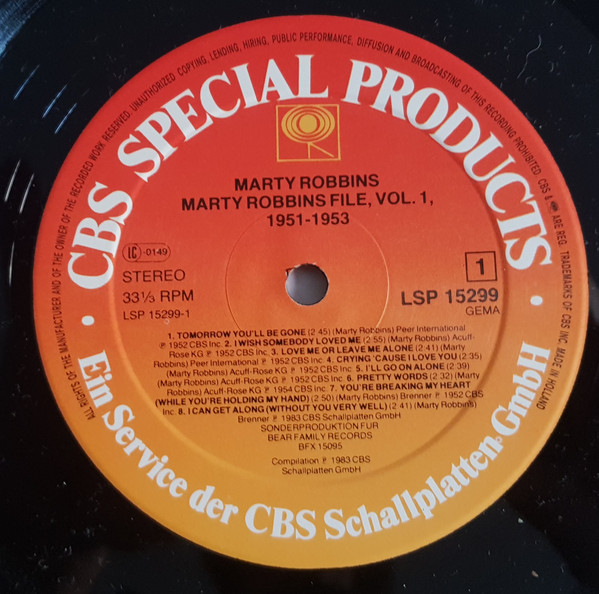 ALL RIGHTS OF THE MANUFACTURER AND OF THE OWNER OF THE RECORDED WORK RESERVED. UNAUTHORIZED COPYING, LENDING, HIRING, PUBLIC PERFORMANCE, DIFFUSION AND BROADCASTING OF THIS RECORDING PROHIBITED. CBS & ARE REG. TRADEMARKS OF CBS INC. MADE IN HOLLAND
· CBS SPECIAL PRODUCTS ·
MARTY ROBBINS
MARTY ROBBINS FILE, VOL. 1,
1951-1953
LC -0149
STEREO
33⅓ RPM
LSP 15299-1
1
LSP 15299
GEMA
1. TOMORROW YOU'LL BE GONE (2 45) (Marty Robbins) Peer International
℗ 1952 CBS Inc. 2. I WISH SOMEBODY LOVED ME (2:55) (Marty Robbins) Acuff-
Rose KG ℗ 1952 CBS Inc. 3. LOVE ME OR LEAVE ME ALONE (2 41) (Marty
Robbins) Peer International ℗ 1952 CBS Inc. 4. CRYING 'CAUSE I LOVE YOU (2:35)
(Marty Robbins) Acuff-Rose KG ℗ 1952 CBS Inc. 5. I'LL GO ON ALONE (2:39)
(Marty Robbins) Acuff-Rose KG ℗ 1952 CBS Inc. 6. PRETTY WORDS (2:32) (Marty
Robbins) Acuff-Rose KG ℗ 1954 CBS Inc. 7. YOU'RE BREAKING MY HEART
(WHILE YOU'RE HOLDING MY HAND) (2 50) (Marty Robbins) Brenner ℗ 1952 CBS
Inc. 8. I CAN GET ALONG (WITHOUT YOU VERY WELL) (2 41) (Marty Robbins)
Brenner ℗ 1983 CBS Schallplatten GmbH
SONDERPRODUKTION FUR
BEAR FAMILY RECORDS
BFX 15095
Compilation ℗ 1983 CBS
Schallplatten GmbH
Ein Service der CBS Schallplatten GmbH